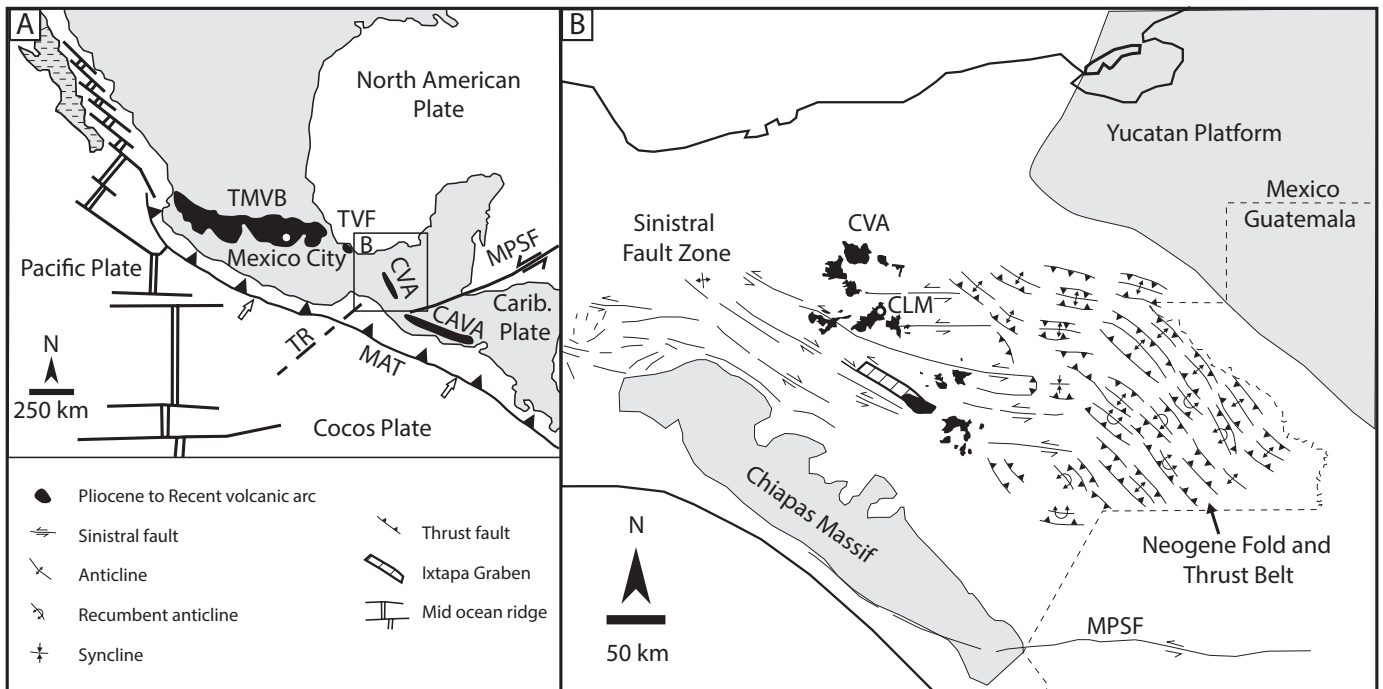 A
North American
Plate
TMVB
TVF
B
Mexico City
CVA
MPSF
Pacific Plate
Carib.
Plate
CAVA
TR
MAT
N
250 km
Cocos Plate
Pliocene to Recent volcanic arc
Sinistral fault
Anticline
Recumbent anticline
Syncline
Thrust fault
Ixtapa Graben
Mid ocean ridge
B
Yucatan Platform
Mexico
Guatemala
Sinistral
Fault Zone
CVA
CLM
Chiapas Massif
N
50 km
Neogene Fold and
Thrust Belt
MPSF